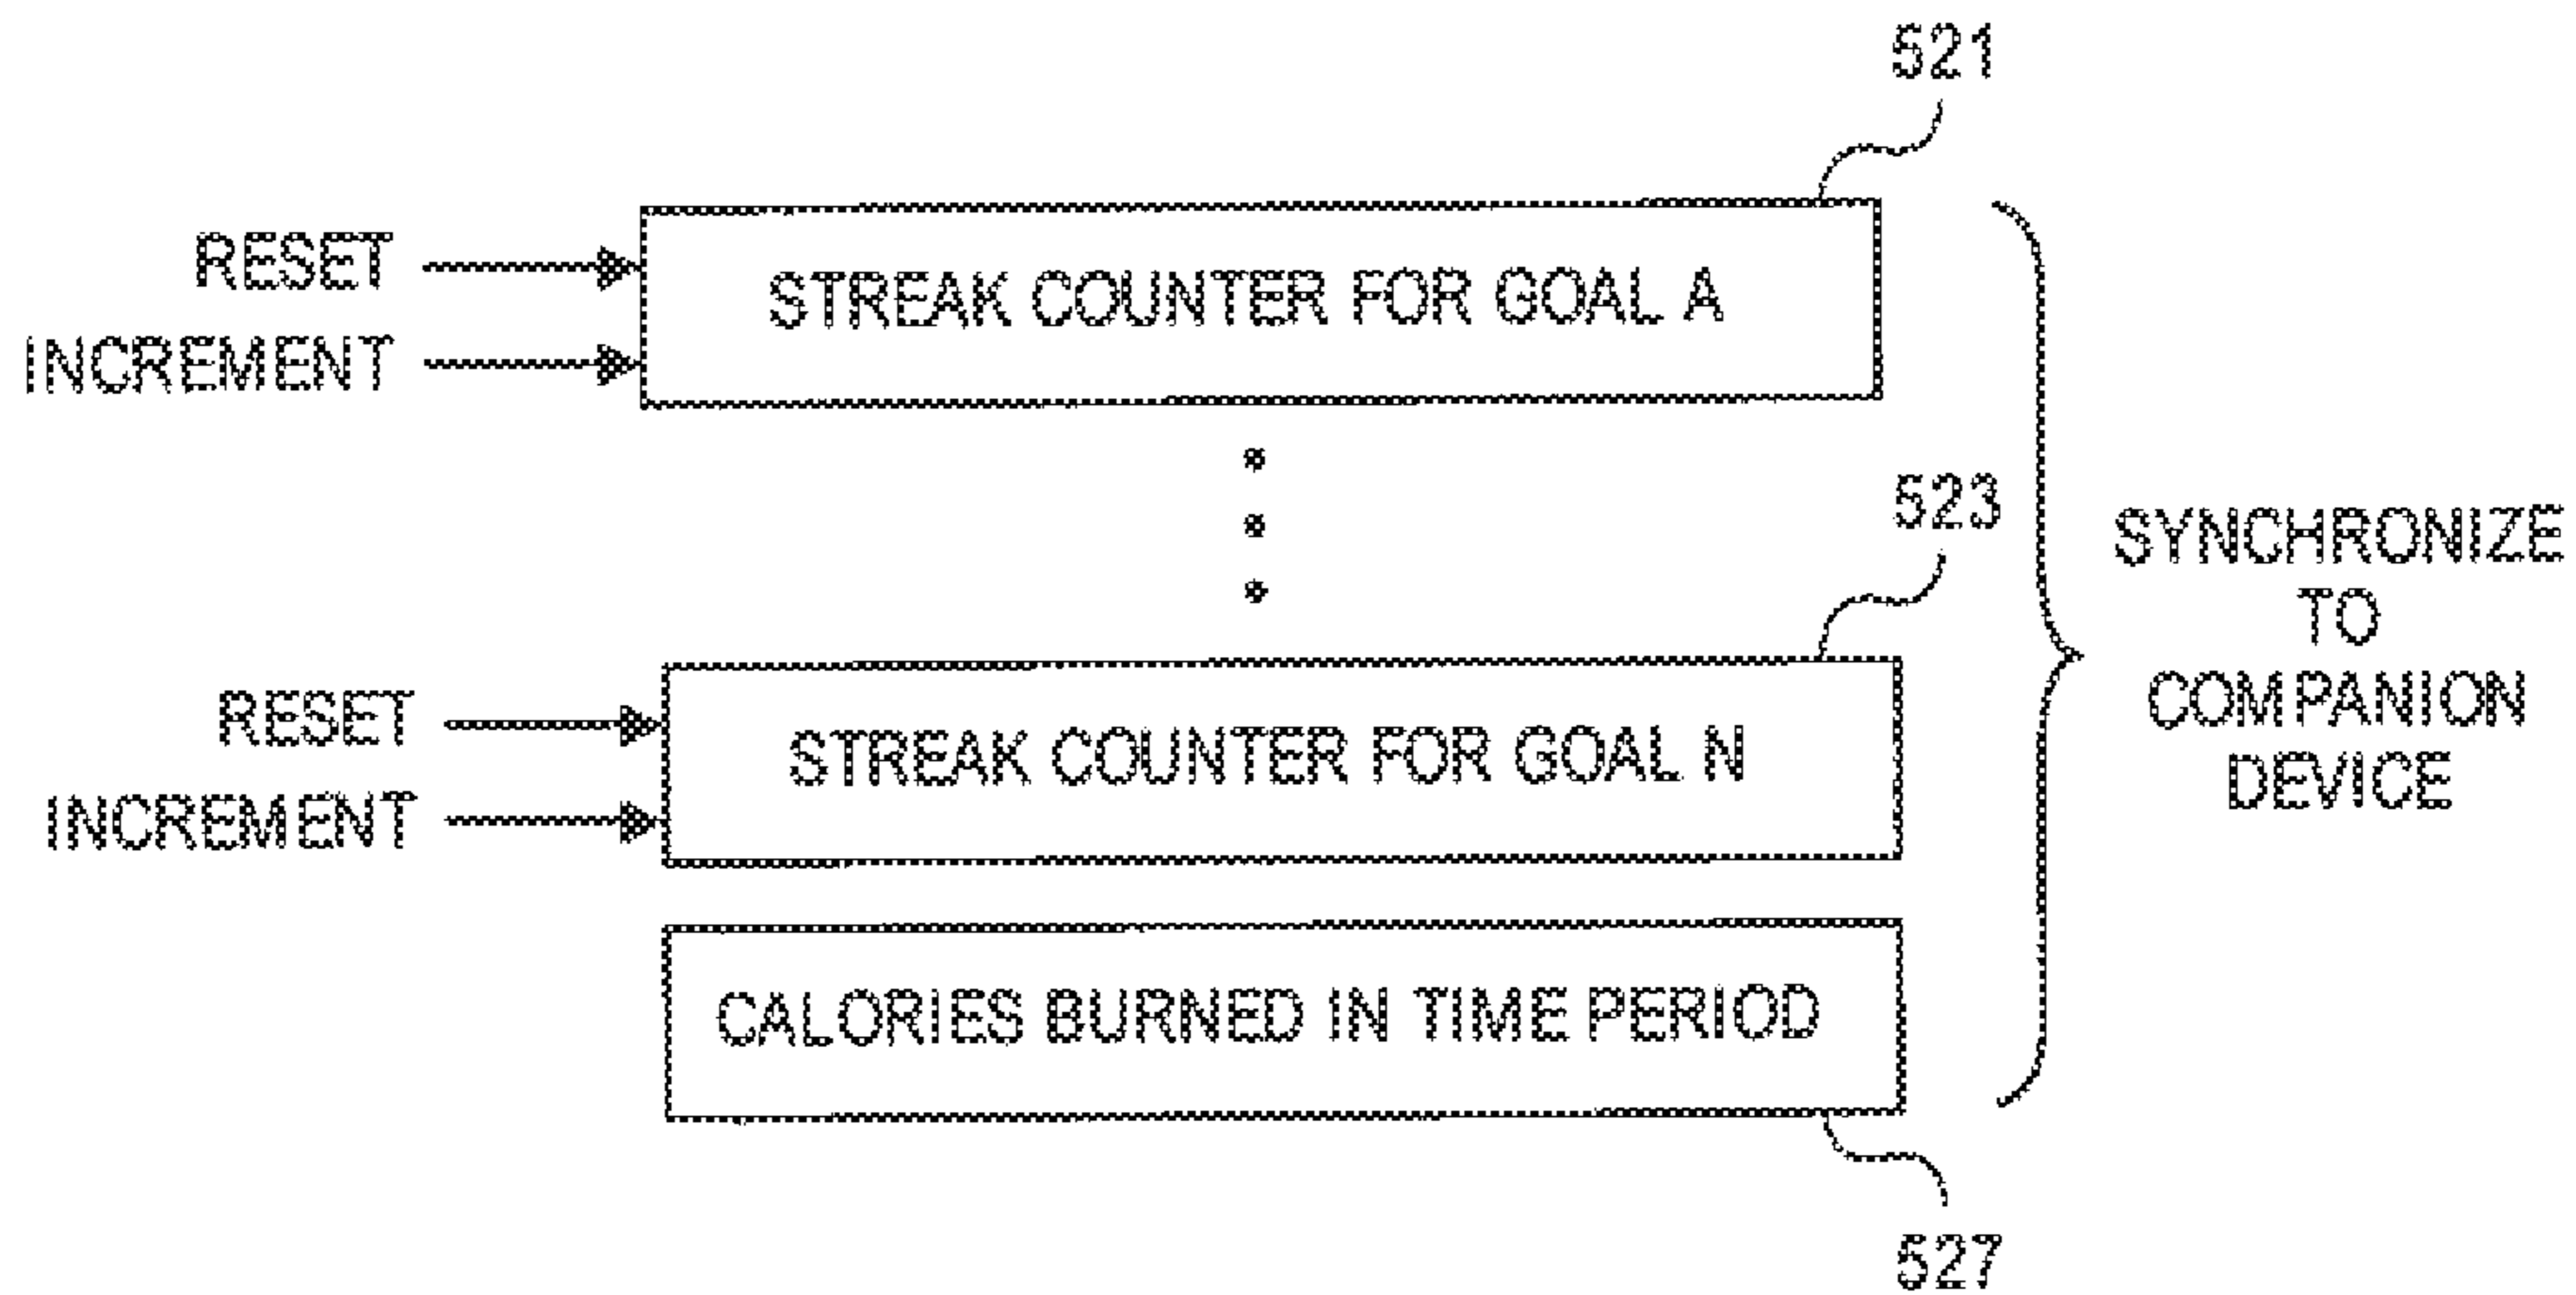 521
RESET
STREAK COUNTER FOR GOAL A
INCREMENT
523
SYNCHRONIZE
TO
COMPANION
DEVICE
RESET
STREAK COUNTER FOR GOAL N
INCREMENT
CALORIES BURNED IN TIME PERIOD
527